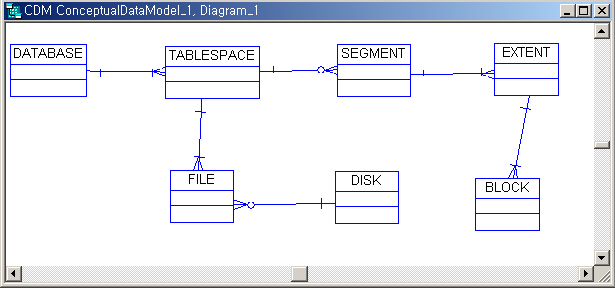 CDM ConceptualDataModel_1, Diagram_1
DATABASE
TABLESPACE
SEGMENT
EXTENT
FILE
DISK
BLOCK